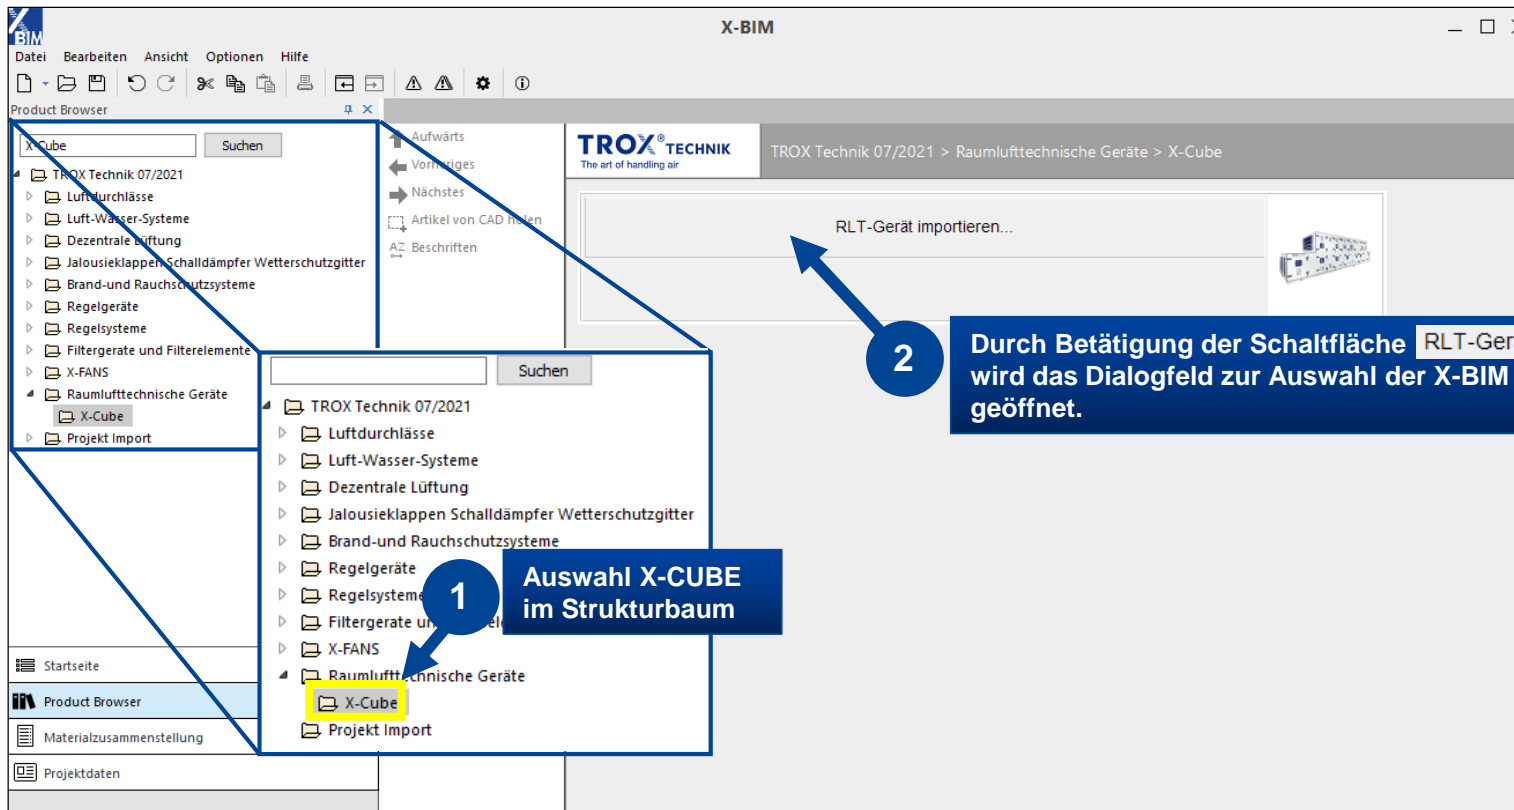 X
BIM
X-BIM
Datei Bearbeiten Ansicht Optionen Hilfe
Product Browser
X-Cube
Suchen
TROX Technik 07/2021
Luftdurchlässe
Luft-Wasser-Systeme
Dezentrale Lüftung
Jalousieklappen Schalldämpfer Wetterschutzgitter
Brand-und Rauchschutzsysteme
Regelgeräte
Regelsysteme
Filtergerate und Filterelemente
X-FANS
Raumlufttechnische Geräte
X-Cube
Projekt Import
Startseite
Product Browser
Materialzusammenstellung
Projektdaten
Aufwärts
Vorheriges
Nächstes
Artikel von CAD holen
AZ Beschriften
TROX® TECHNIK
The art of handling air
TROX Technik 07/2021 > Raumlufttechnische Geräte > X-Cube
RLT-Gerät importieren...
2
Durch Betätigung der Schaltfläche RLT-Ger
wird das Dialogfeld zur Auswahl der X-BIM
geöffnet.
Suchen
TROX Technik 07/2021
Luftdurchlässe
Luft-Wasser-Systeme
Dezentrale Lüftung
Jalousieklappen Schalldämpfer Wetterschutzgitter
Brand-und Rauchschutzsysteme
Regelgeräte
Regelsysteme
Filtergerate
X-FANS
Raumlufttechnische Geräte
X-Cube
Projekt Import
1
Auswahl X-CUBE
im Strukturbaum